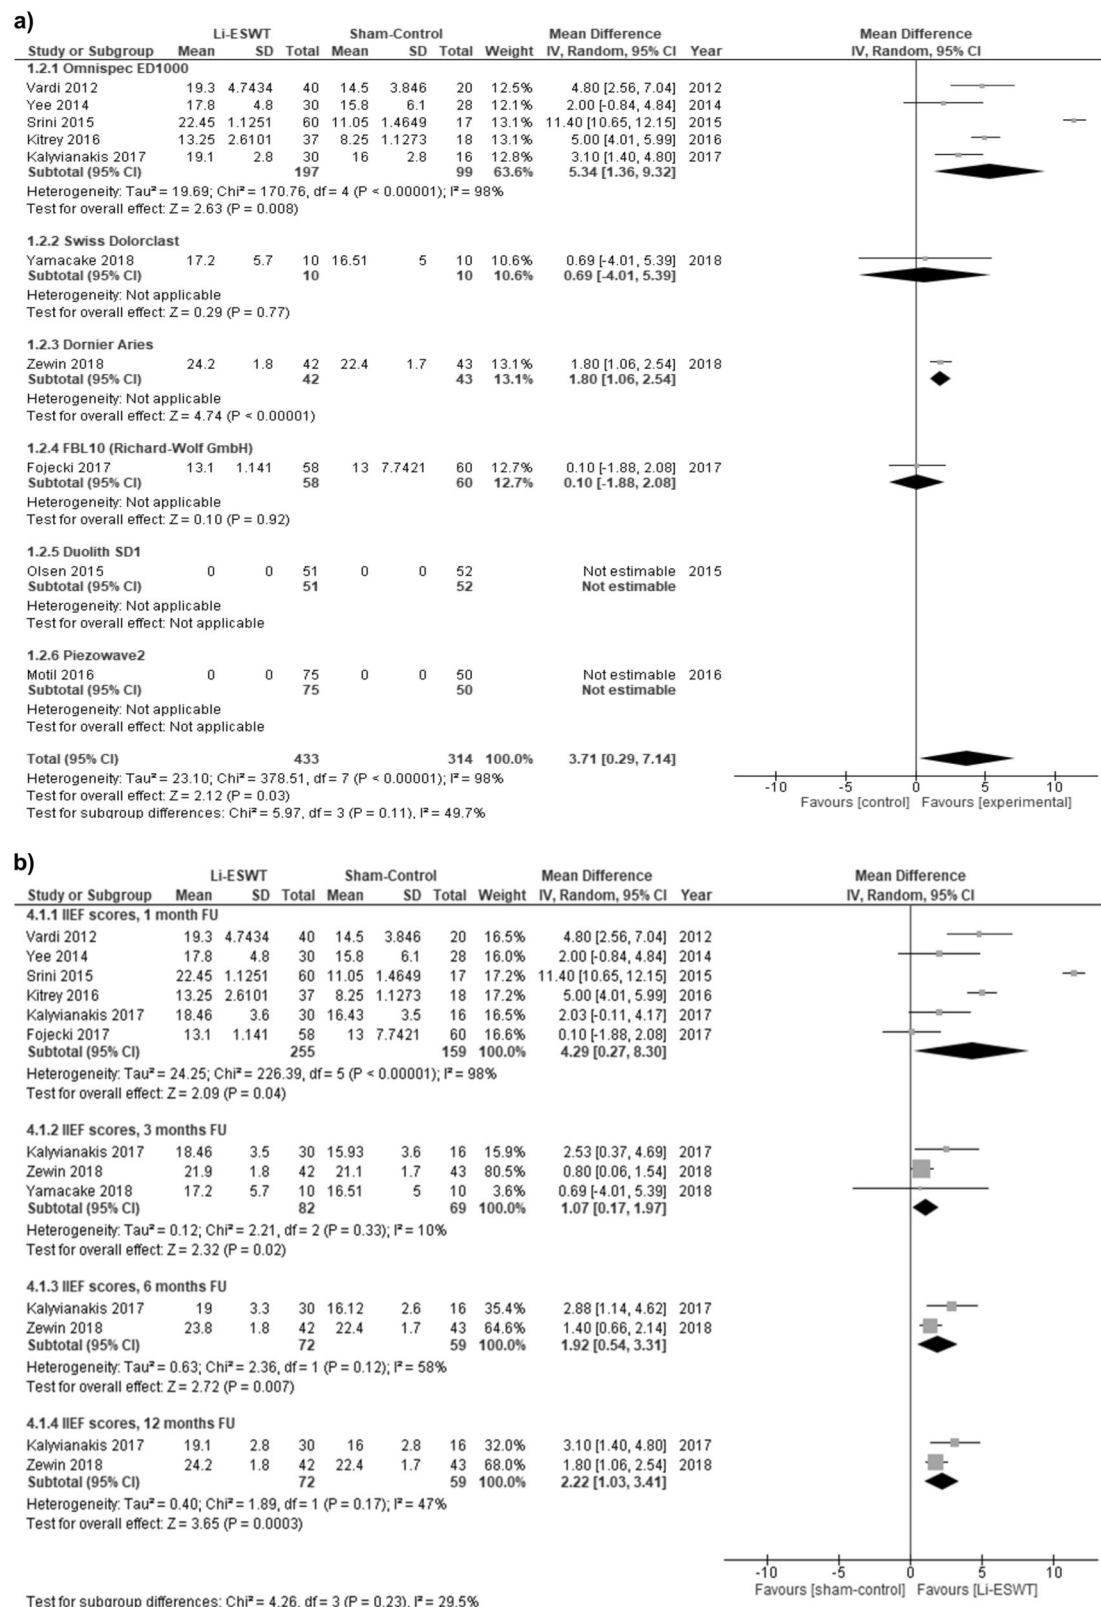 a)
Li-ESWT Sham-Control Mean Difference Mean Difference
Study or Subgroup Mean SD Total Mean SD Total Weight IV, Random, 95% CI Year IV, Random, 95% CI
1.2.1 Omnispec ED1000
Vardi 2012 19.3 4.7434 40 14.5 3.846 20 12.5% 4.80 [2.56, 7.04] 2012
Yee 2014 17.8 4.8 30 15.8 6.1 28 12.1% 2.00 [-0.84, 4.84] 2014
Srini 2015 22.45 1.1251 60 11.05 1.4649 17 13.1% 11.40 [10.65, 12.15] 2015
Kitrey 2016 13.25 2.6101 37 8.25 1.1273 18 13.1% 5.00 [4.01, 5.99] 2016
Kalyvianakis 2017 19.1 2.8 30 16 2.8 16 12.8% 3.10 [1.40, 4.80] 2017
Subtotal (95% CI) 197 99 63.6% 5.34 [1.36, 9.32]
Heterogeneity: Tau² = 19.69; Chi² = 170.76, df = 4 (P < 0.00001); I² = 98%
Test for overall effect: Z = 2.63 (P = 0.008)
1.2.2 Swiss Dolorclast
Yamacake 2018 17.2 5.7 10 16.51 5 10 10.6% 0.69 [-4.01, 5.39] 2018
Subtotal (95% CI) 10 10 10.6% 0.69 [-4.01, 5.39]
Heterogeneity: Not applicable
Test for overall effect: Z = 0.29 (P = 0.77)
1.2.3 Dornier Aries
Zewin 2018 24.2 1.8 42 22.4 1.7 43 13.1% 1.80 [1.06, 2.54] 2018
Subtotal (95% CI) 42 43 13.1% 1.80 [1.06, 2.54]
Heterogeneity: Not applicable
Test for overall effect: Z = 4.74 (P < 0.00001)
1.2.4 FBL10 (Richard-Wolf GmbH)
Fojecki 2017 13.1 1.141 58 13 7.7421 60 12.7% 0.10 [-1.88, 2.08] 2017
Subtotal (95% CI) 58 60 12.7% 0.10 [-1.88, 2.08]
Heterogeneity: Not applicable
Test for overall effect: Z = 0.10 (P = 0.92)
1.2.5 Duolith SD1
Olsen 2015 0 0 51 0 0 52 Not estimable 2015
Subtotal (95% CI) 51 52 Not estimable
Heterogeneity: Not applicable
Test for overall effect: Not applicable
1.2.6 Piezowave2
Motil 2016 0 0 75 0 0 50 Not estimable 2016
Subtotal (95% CI) 75 50 Not estimable
Heterogeneity: Not applicable
Test for overall effect: Not applicable
Total (95% CI) 433 314 100.0% 3.71 [0.29, 7.14]
Heterogeneity: Tau² = 23.10; Chi² = 378.51, df = 7 (P < 0.00001); I² = 98%
Test for overall effect: Z = 2.12 (P = 0.03)
Test for subgroup differences: Chi² = 5.97, df = 3 (P = 0.11), I² = 49.7%
-10 -5 0 5 10
Favours [control] Favours [experimental]
b)
Li-ESWT Sham-Control Mean Difference Mean Difference
Study or Subgroup Mean SD Total Mean SD Total Weight IV, Random, 95% CI Year IV, Random, 95% CI
4.1.1 IIEF scores, 1 month FU
Vardi 2012 19.3 4.7434 40 14.5 3.846 20 16.5% 4.80 [2.56, 7.04] 2012
Yee 2014 17.8 4.8 30 15.8 6.1 28 16.0% 2.00 [-0.84, 4.84] 2014
Srini 2015 22.45 1.1251 60 11.05 1.4649 17 17.2% 11.40 [10.65, 12.15] 2015
Kitrey 2016 13.25 2.6101 37 8.25 1.1273 18 17.2% 5.00 [4.01, 5.99] 2016
Kalyvianakis 2017 18.46 3.6 30 16.43 3.5 16 16.5% 2.03 [-0.11, 4.17] 2017
Fojecki 2017 13.1 1.141 58 13 7.7421 60 16.6% 0.10 [-1.88, 2.08] 2017
Subtotal (95% CI) 255 159 100.0% 4.29 [0.27, 8.30]
Heterogeneity: Tau² = 24.25; Chi² = 226.39, df = 5 (P < 0.00001); I² = 98%
Test for overall effect: Z = 2.09 (P = 0.04)
4.1.2 IIEF scores, 3 months FU
Kalyvianakis 2017 18.46 3.5 30 15.93 3.6 16 15.9% 2.53 [0.37, 4.69] 2017
Zewin 2018 21.9 1.8 42 21.1 1.7 43 80.5% 0.80 [0.06, 1.54] 2018
Yamacake 2018 17.2 5.7 10 16.51 5 10 3.6% 0.69 [-4.01, 5.39] 2018
Subtotal (95% CI) 82 69 100.0% 1.07 [0.17, 1.97]
Heterogeneity: Tau² = 0.12; Chi² = 2.21, df = 2 (P = 0.33); I² = 10%
Test for overall effect: Z = 2.32 (P = 0.02)
4.1.3 IIEF scores, 6 months FU
Kalyvianakis 2017 19 3.3 30 16.12 2.6 16 35.4% 2.88 [1.14, 4.62] 2017
Zewin 2018 23.8 1.8 42 22.4 1.7 43 64.6% 1.40 [0.66, 2.14] 2018
Subtotal (95% CI) 72 59 100.0% 1.92 [0.54, 3.31]
Heterogeneity: Tau² = 0.63; Chi² = 2.36, df = 1 (P = 0.12); I² = 58%
Test for overall effect: Z = 2.72 (P = 0.007)
4.1.4 IIEF scores, 12 months FU
Kalyvianakis 2017 19.1 2.8 30 16 2.8 16 32.0% 3.10 [1.40, 4.80] 2017
Zewin 2018 24.2 1.8 42 22.4 1.7 43 68.0% 1.80 [1.06, 2.54] 2018
Subtotal (95% CI) 72 59 100.0% 2.22 [1.03, 3.41]
Heterogeneity: Tau² = 0.40; Chi² = 1.89, df = 1 (P = 0.17); I² = 47%
Test for overall effect: Z = 3.65 (P = 0.0003)
-10 -5 0 5 10
Favours [sham-control] Favours [Li-ESWT]
Test for subgroup differences: Chi² = 4.26, df = 3 (P = 0.23), I² = 29.5%